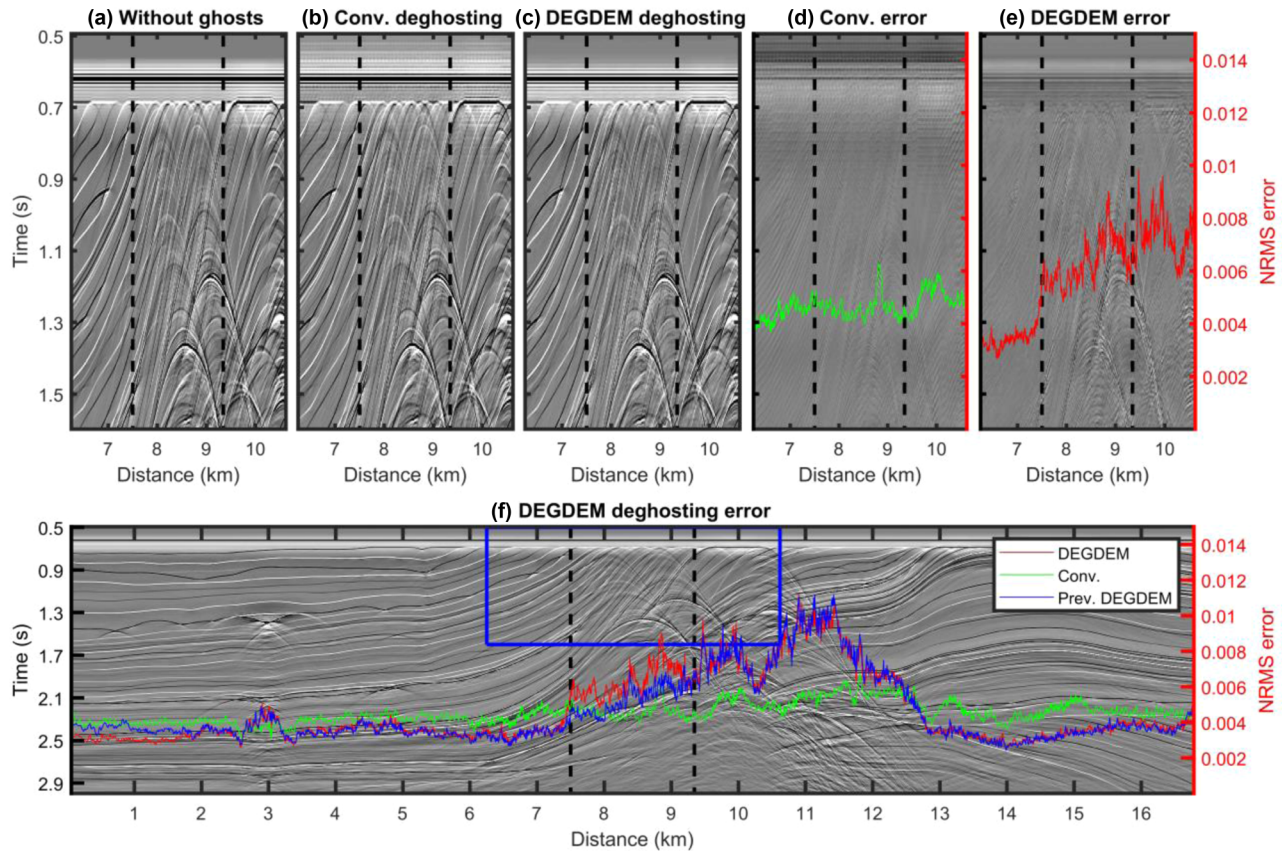 (a) Without ghosts
(b) Conv. deghosting
(c) DEGDEM deghosting
(d) Conv. error
(e) DEGDEM error
0.5
0.7
0.9
1.1
1.3
1.5
Time (s)
7 8 9 10
7 8 9 10
7 8 9 10
7 8 9 10
7 8 9 10
Distance (km)
Distance (km)
Distance (km)
Distance (km)
Distance (km)
0.014
0.012
0.01
0.008
0.006
0.004
0.002
NRMS error
(f) DEGDEM deghosting error
0.5
0.9
1.3
1.7
2.1
2.5
2.9
Time (s)
DEGDEM
Conv.
Prev. DEGDEM
0.014
0.012
0.01
0.008
0.006
0.004
0.002
NRMS error
1 2 3 4 5 6 7 8 9 10 11 12 13 14 15 16
Distance (km)